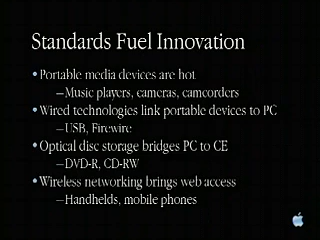 Standards Fuel Innovation
• Portable media devices are hot
–Music players, cameras, camcorders
• Wired technologies link portable devices to PC
–USB, Firewire
• Optical disc storage bridges PC to CE
–DVD-R, CD-RW
• Wireless networking brings web access
–Handhelds, mobile phones